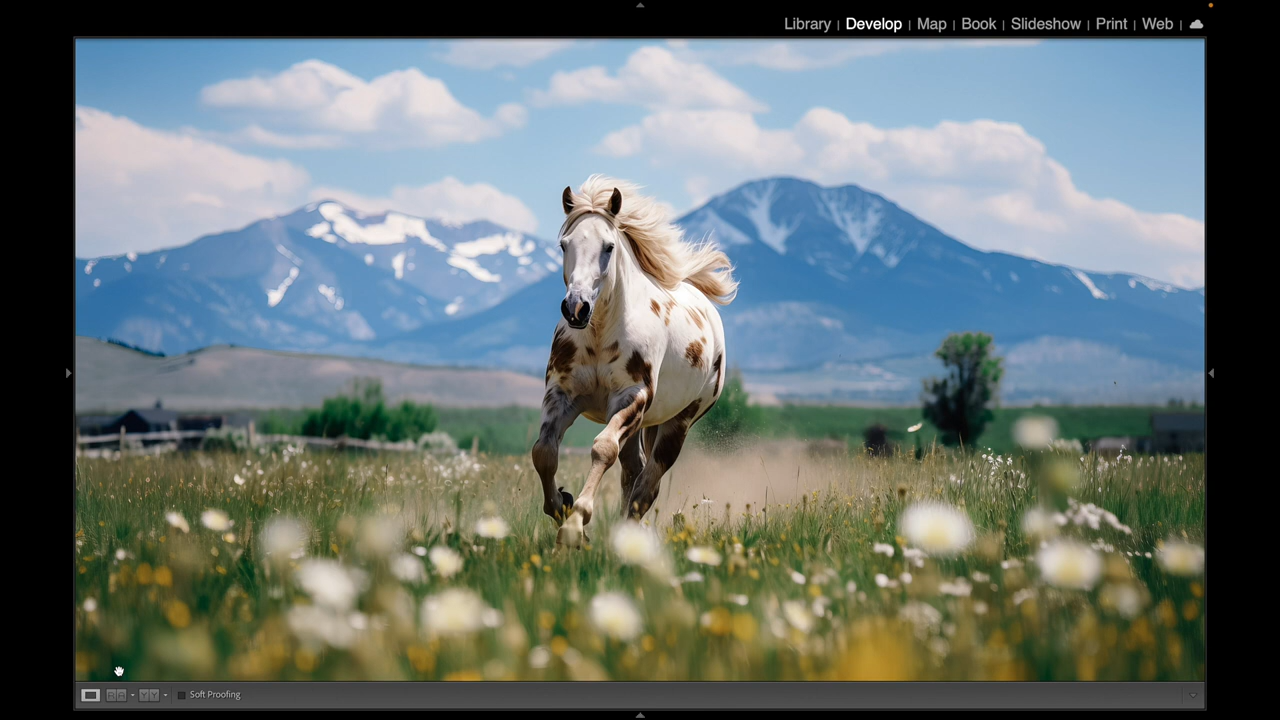 Library | Develop | Map | Book | Slideshow | Print | Web
Soft Proofing